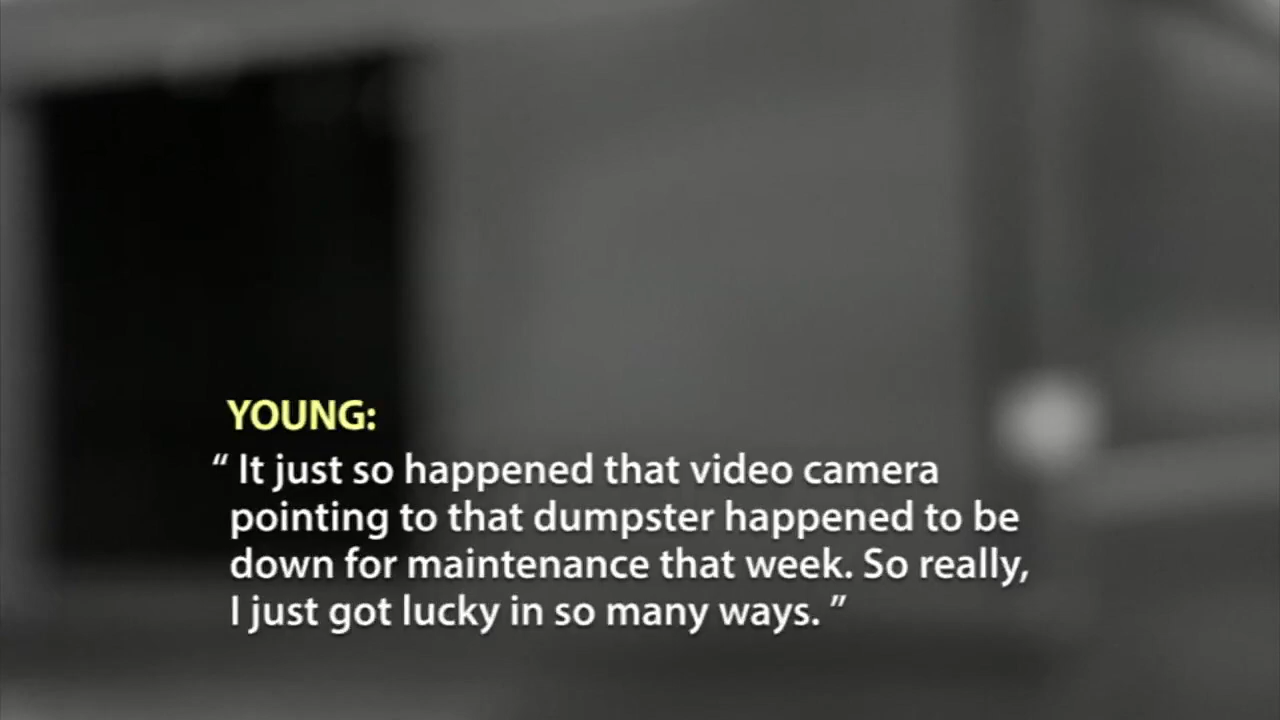 YOUNG:
“ It just so happened that video camera
pointing to that dumpster happened to be
down for maintenance that week. So really,
I just got lucky in so many ways. ”